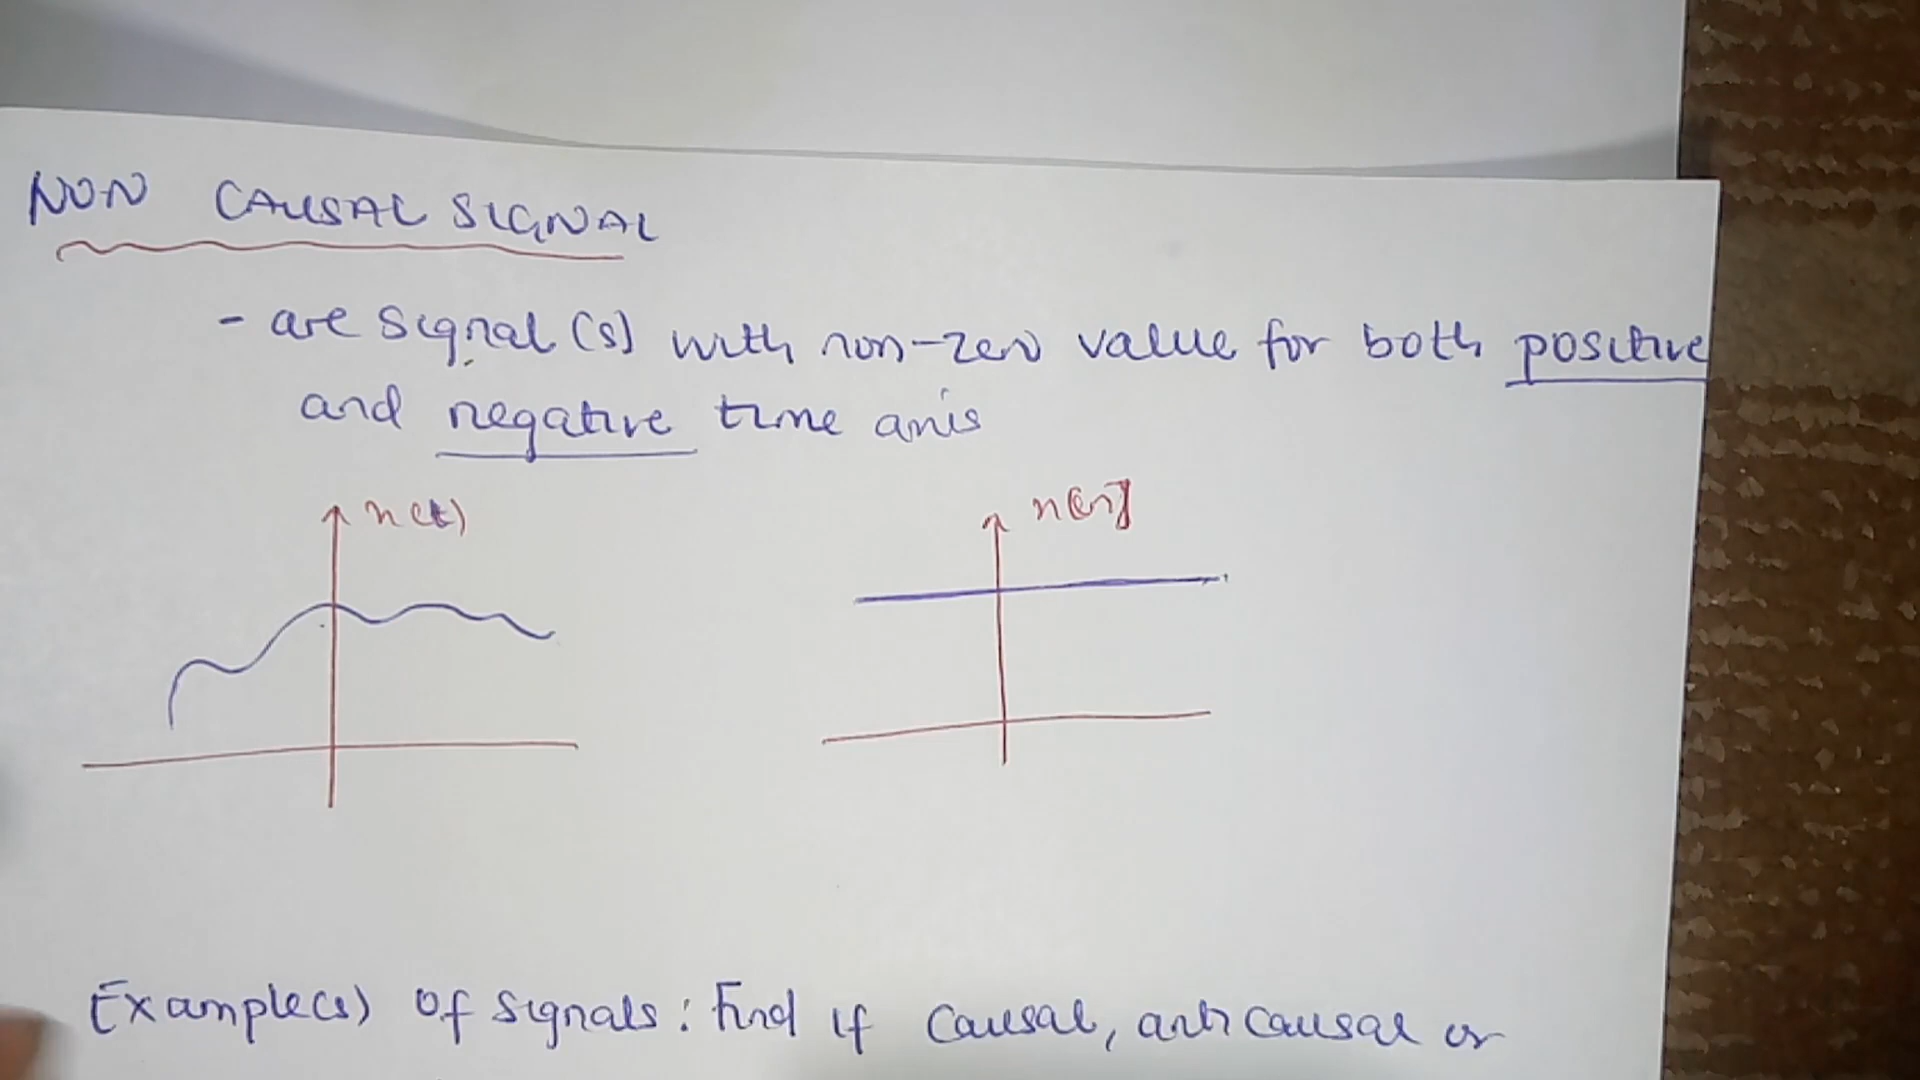 NON CAUSAL SIGNAL
- are signal(s) with non-zero value for both positive
and negative time axis
x(t)
x[n]
Example(s) of signals : Find if causal, anti causal or